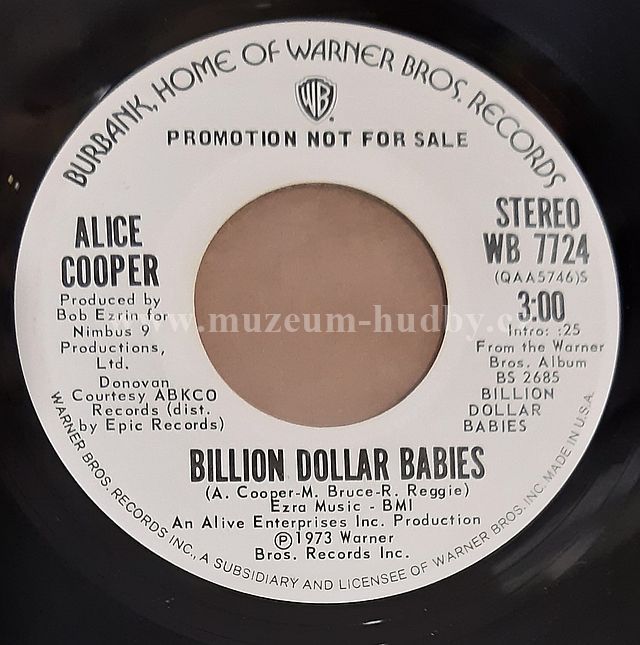 BURBANK, HOME OF WARNER BROS. RECORDS
WB
PROMOTION NOT FOR SALE
ALICE
COOPER
Produced by
Bob Ezrin for
Nimbus 9
Productions,
Ltd.
Donovan
Courtesy ABKCO
Records (dist.
by Epic Records)
STEREO
WB 7724
(QAA5746)S
3:00
Intro: :25
From the Warner
Bros. Album
BS 2685
BILLION
DOLLAR
BABIES
www.muzeum-hudby.cz
BILLION DOLLAR BABIES
(A. Cooper-M. Bruce-R. Reggie)
Ezra Music - BMI
An Alive Enterprises Inc. Production
Ⓟ1973 Warner
Bros. Records Inc.
WARNER BROS. RECORDS INC., A SUBSIDIARY AND LICENSEE OF WARNER BROS. INC. MADE IN U.S.A.